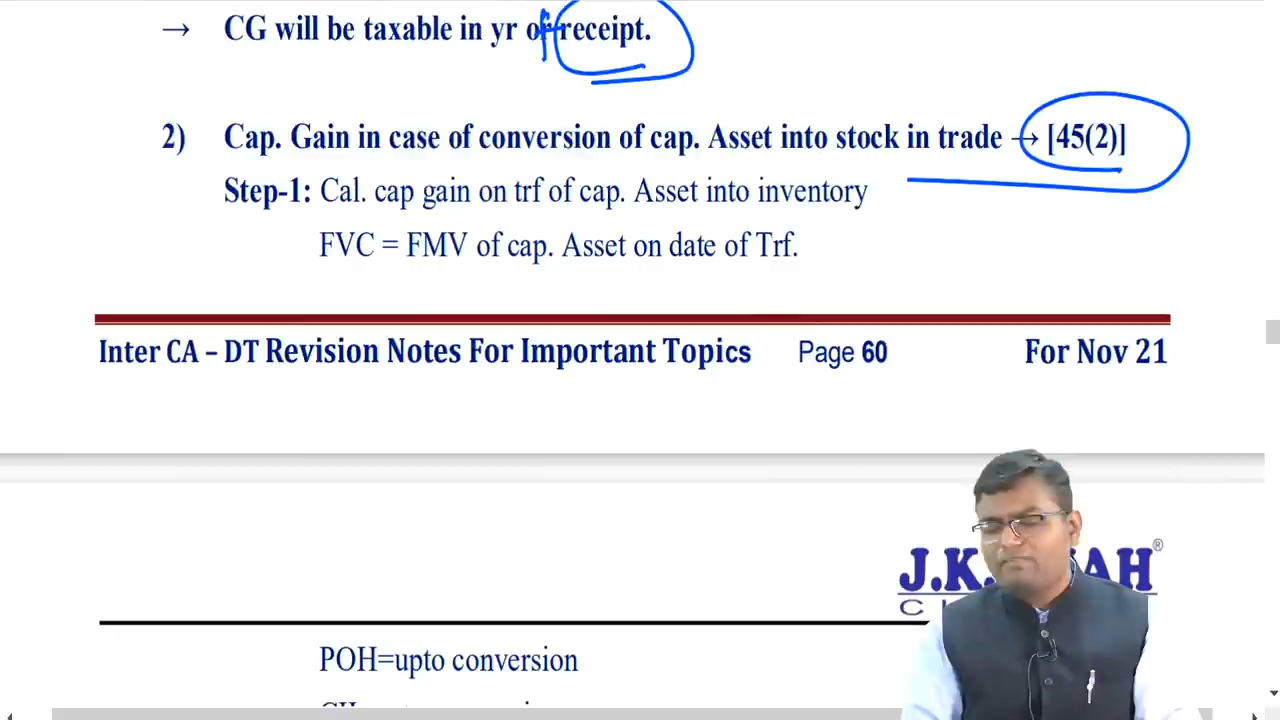 → CG will be taxable in yr of receipt.
2) Cap. Gain in case of conversion of cap. Asset into stock in trade → [45(2)]
Step-1: Cal. cap gain on trf of cap. Asset into inventory
FVC = FMV of cap. Asset on date of Trf.
Inter CA – DT Revision Notes For Important Topics Page 60 For Nov 21
J.K. AH®
C
POH=upto conversion